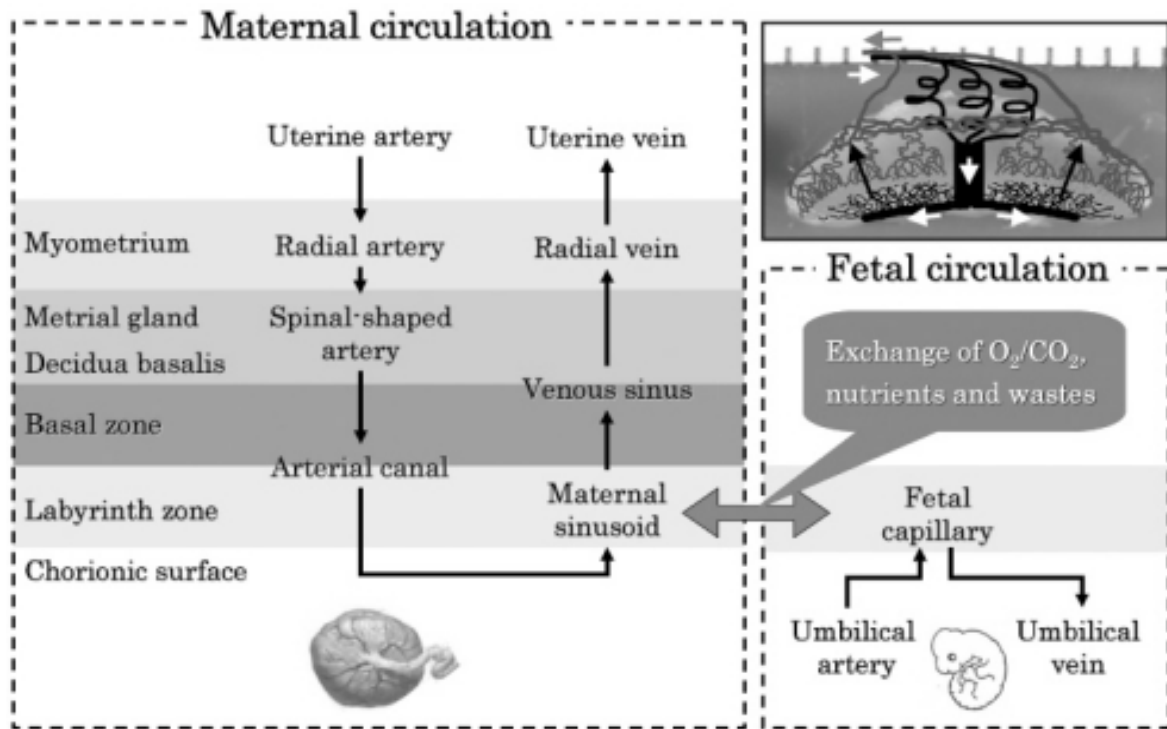 Maternal circulation
Uterine artery
Uterine vein
Myometrium
Radial artery
Radial vein
Metrial gland
Spinal-shaped
artery
Decidua basalis
Venous sinus
Basal zone
Arterial canal
Labyrinth zone
Maternal
sinusoid
Chorionic surface
Fetal circulation
Exchange of O₂/CO₂,
nutrients and wastes
Fetal
capillary
Umbilical
artery
Umbilical
vein